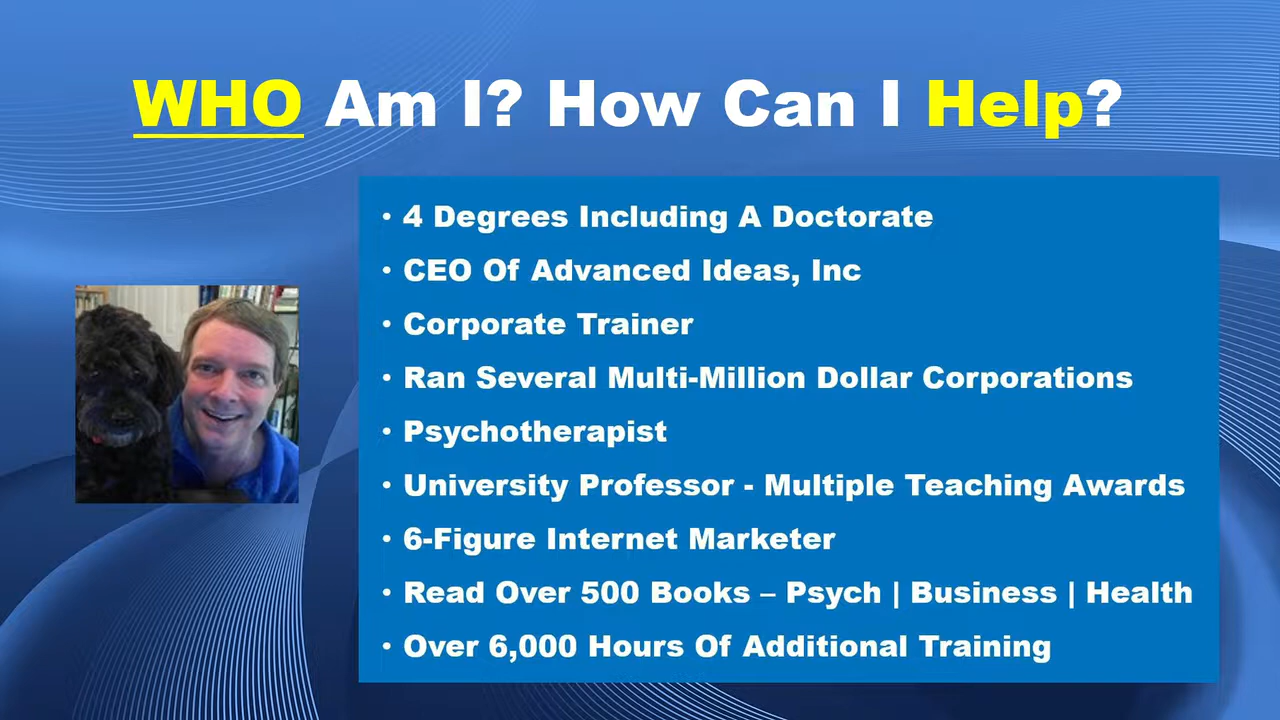 WHO Am I? How Can I Help?
• 4 Degrees Including A Doctorate
• CEO Of Advanced Ideas, Inc
• Corporate Trainer
• Ran Several Multi-Million Dollar Corporations
• Psychotherapist
• University Professor - Multiple Teaching Awards
• 6-Figure Internet Marketer
• Read Over 500 Books – Psych | Business | Health
• Over 6,000 Hours Of Additional Training